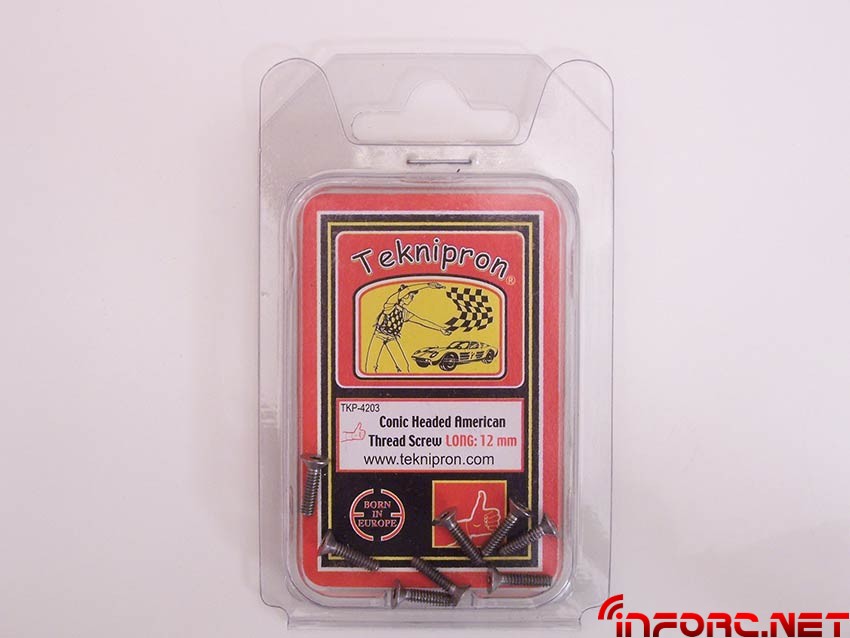 Teknipron®
TKP-4203
Conic Headed American
Thread Screw LONG: 12 mm
www.teknipron.com
BORN
IN
EUROPE
INFORC.NET